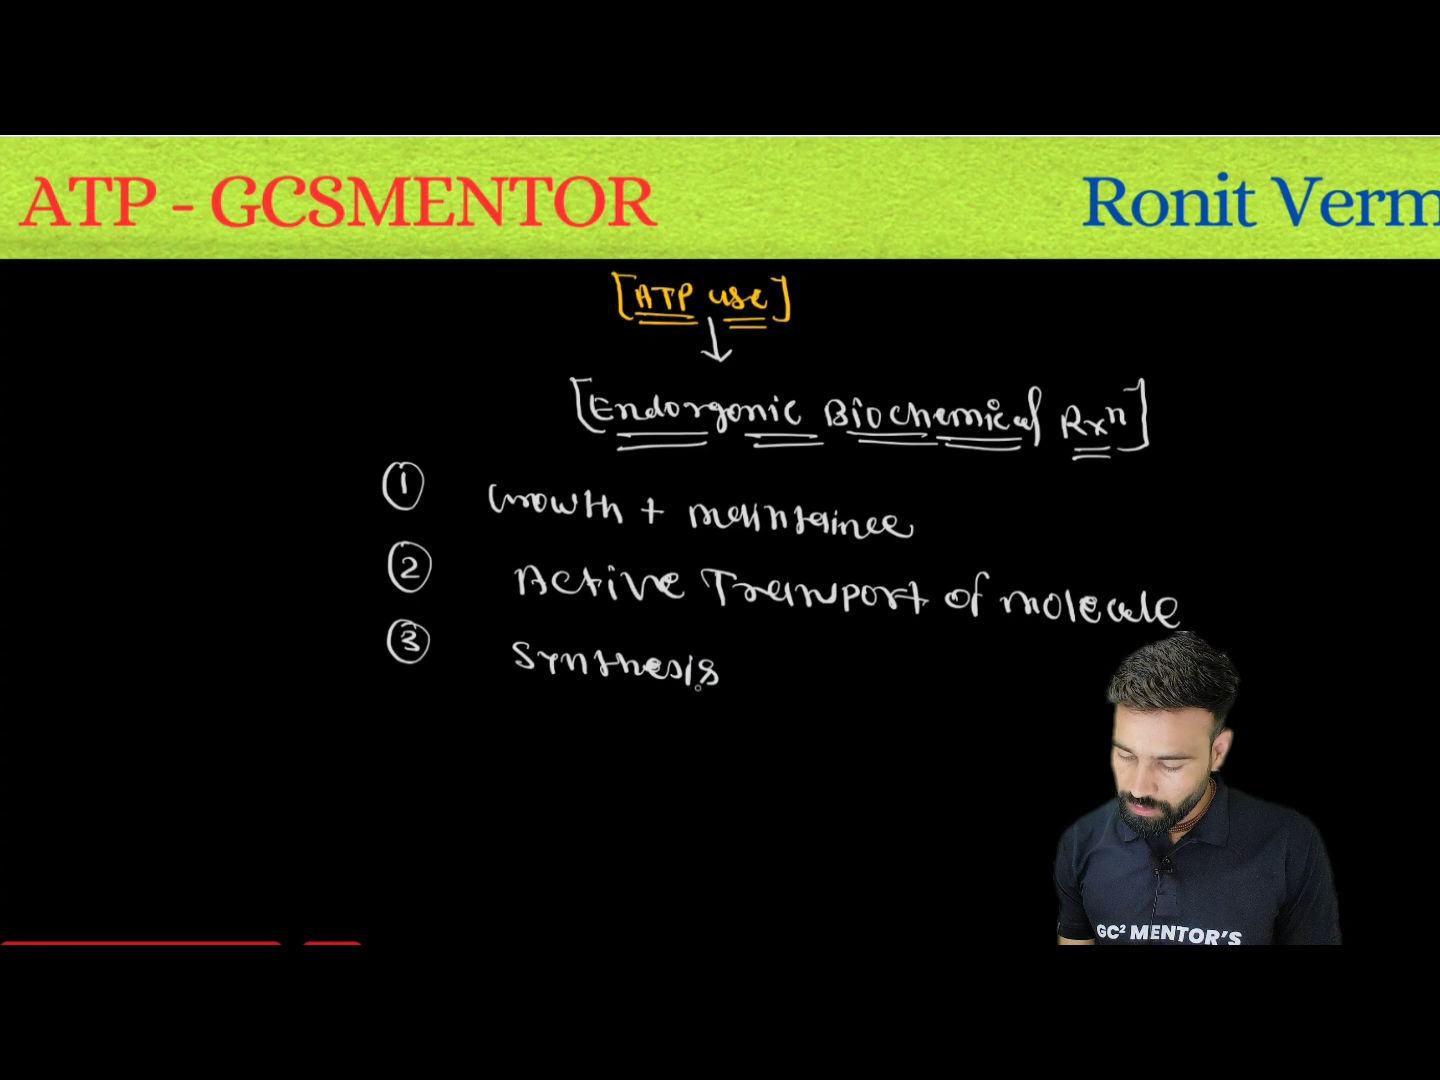 ATP - GCSMENTOR
Ronit Verm
[ATP use]
[Endorgonic Biochemical Rxn]
1 Growth + maintainee
2 Active Transport of molecule
3 Synthesis
GC² MENTOR'S